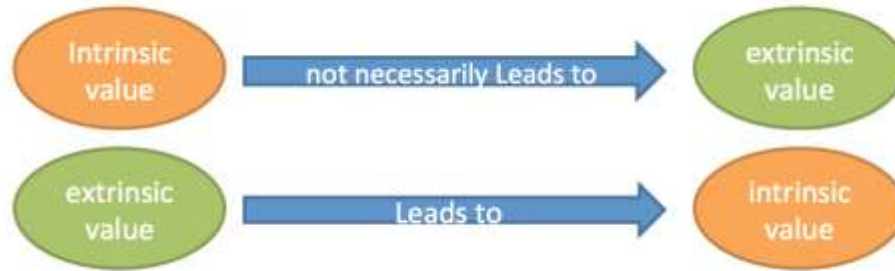 Intrinsic
value
not necessarily Leads to
extrinsic
value
extrinsic
value
Leads to
intrinsic
value